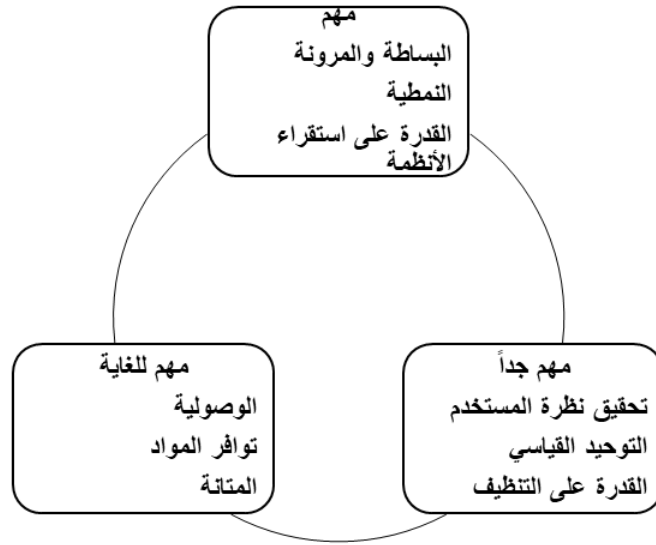 مهم
البساطة والمرونة
النمطية
القدرة على استقراء
الأنظمة
مهم جداً
تحقيق نظرة المستخدم
التوحيد القياسي
القدرة على التنظيف
مهم للغاية
الوصولية
توافر المواد
المتانة